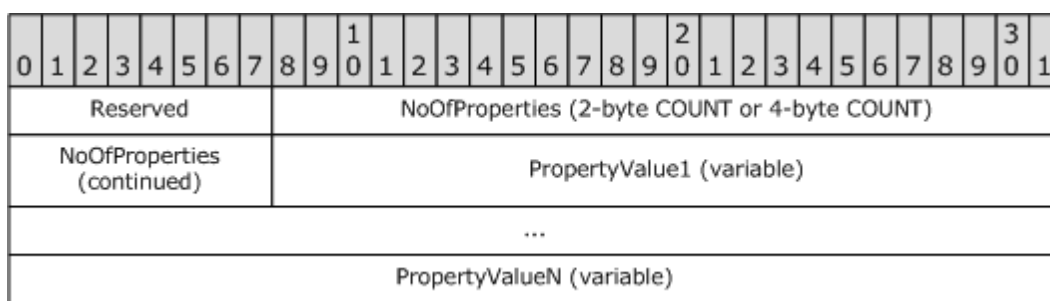 0 1 2 3 4 5 6 7 8 9 1 0 1 2 3 4 5 6 7 8 9 2 0 1 2 3 4 5 6 7 8 9 3 0 1
Reserved NoOfProperties (2-byte COUNT or 4-byte COUNT)
NoOfProperties
(continued) PropertyValue1 (variable)
...
PropertyValueN (variable)